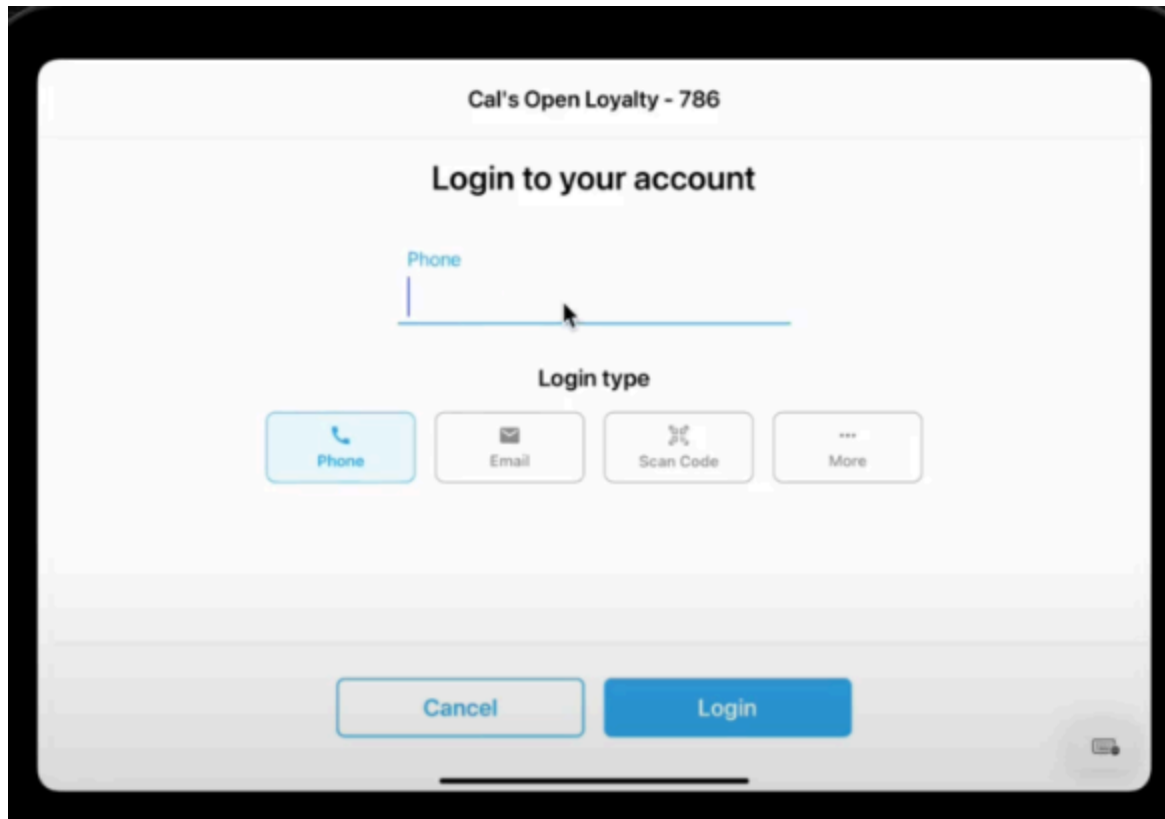 Cal's Open Loyalty - 786
Login to your account
Phone
Login type
Phone
Email
Scan Code
More
Cancel
Login